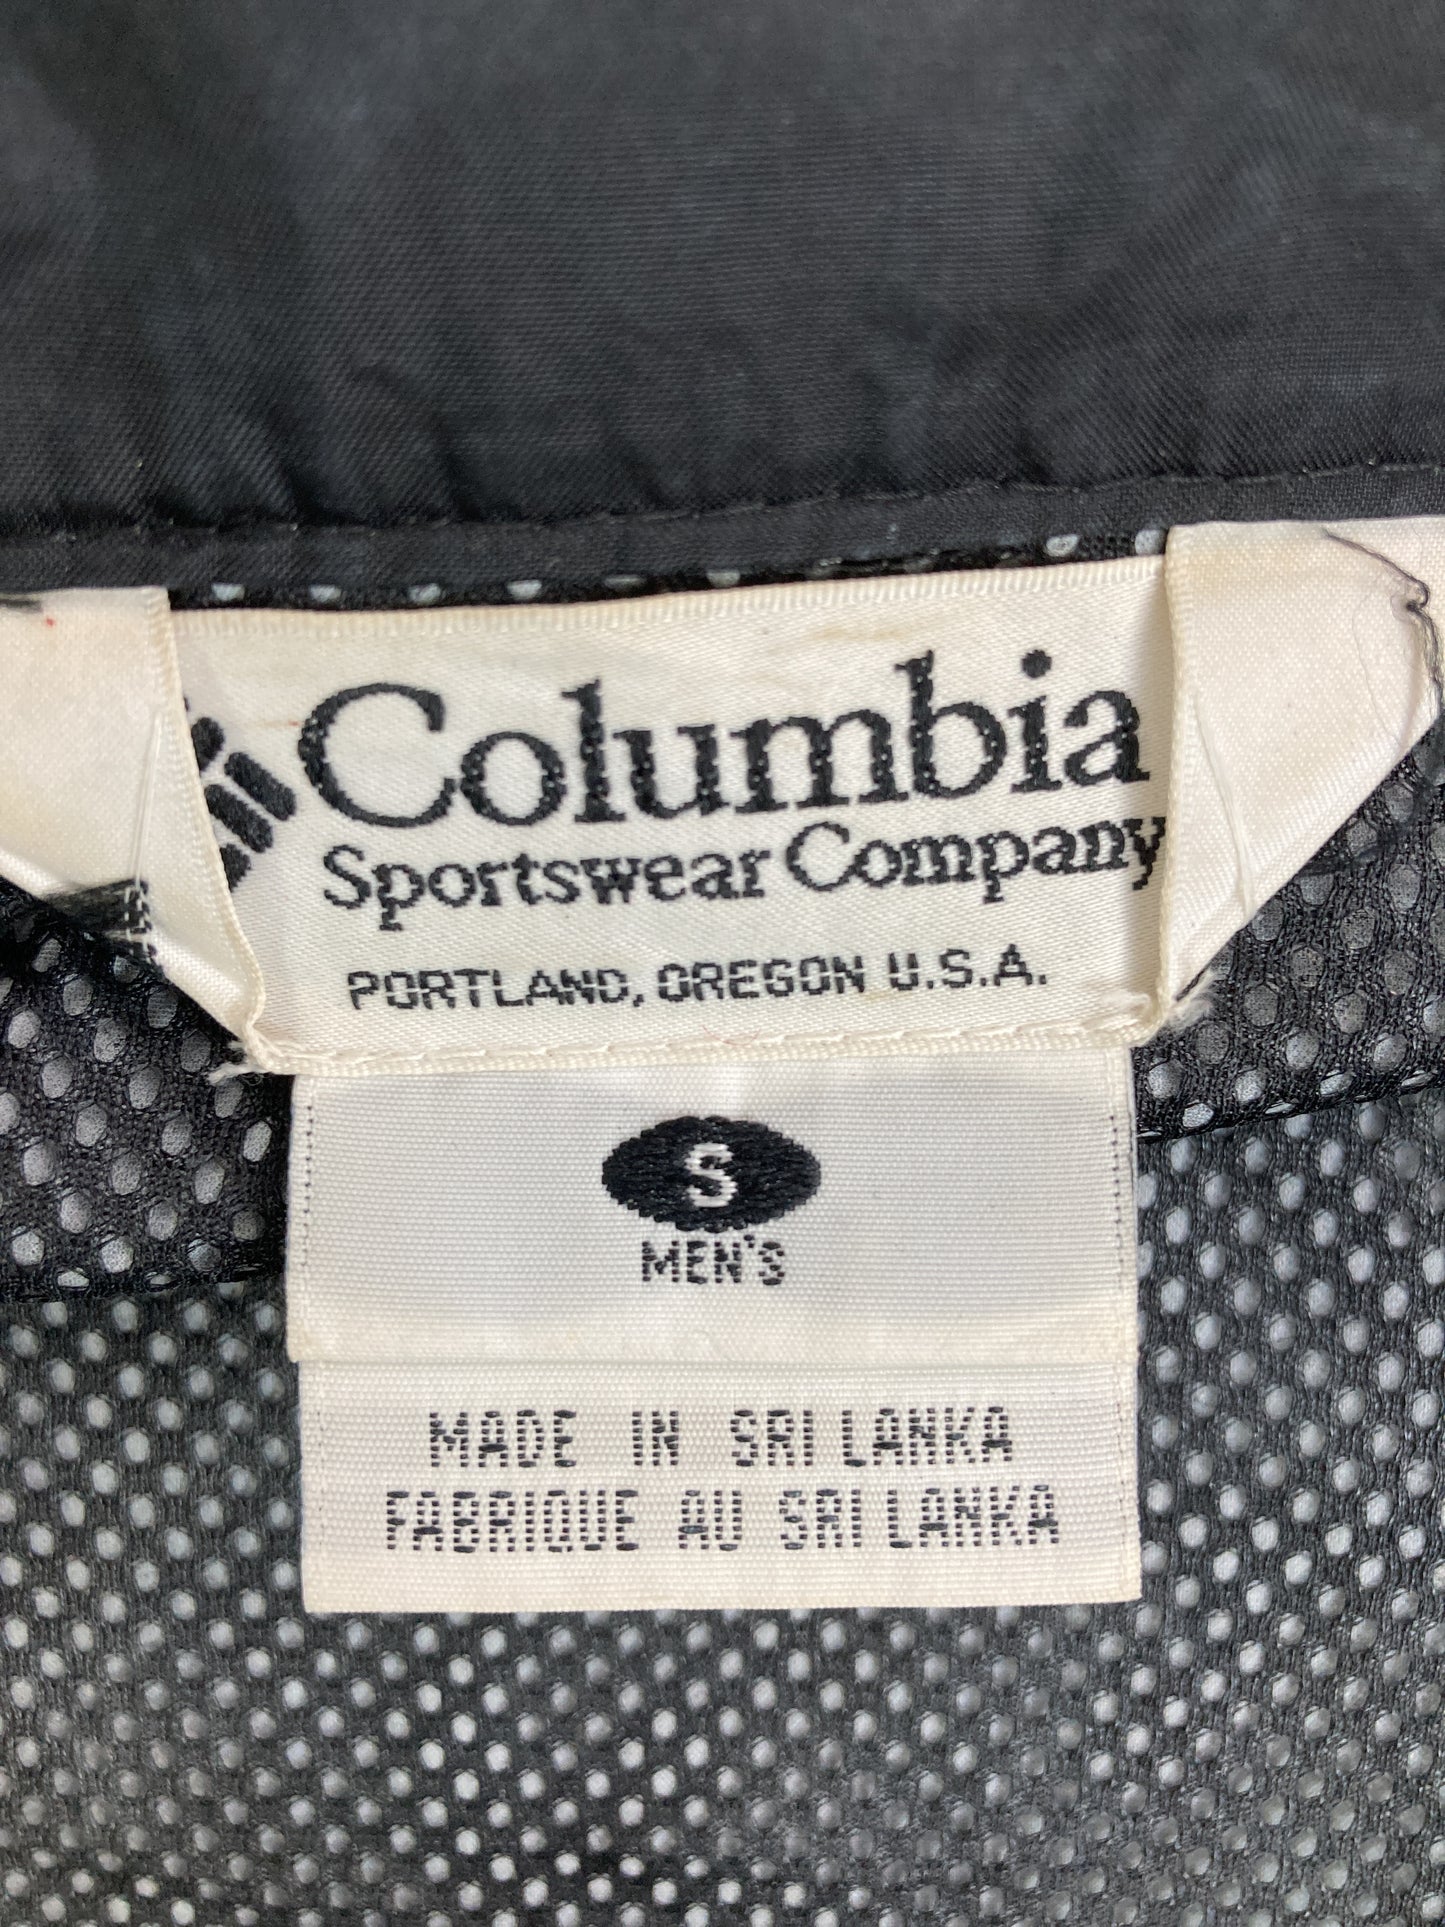 Columbia
Sportswear Company
PORTLAND, OREGON U.S.A.
S
MEN'S
MADE IN SRI LANKA
FABRIQUE AU SRI LANKA